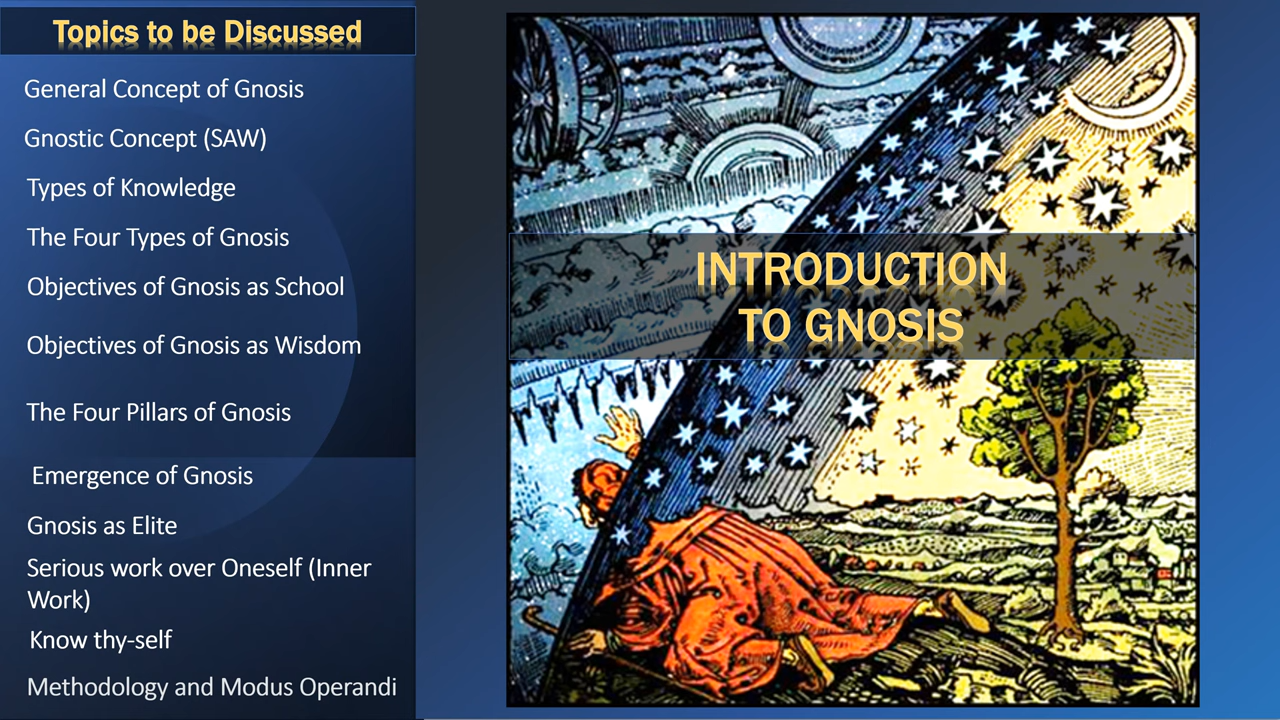 Topics to be Discussed
General Concept of Gnosis
Gnostic Concept (SAW)
Types of Knowledge
The Four Types of Gnosis
Objectives of Gnosis as School
Objectives of Gnosis as Wisdom
The Four Pillars of Gnosis
Emergence of Gnosis
Gnosis as Elite
Serious work over Oneself (Inner
Work)
Know thy-self
Methodology and Modus Operandi
INTRODUCTION
TO GNOSIS